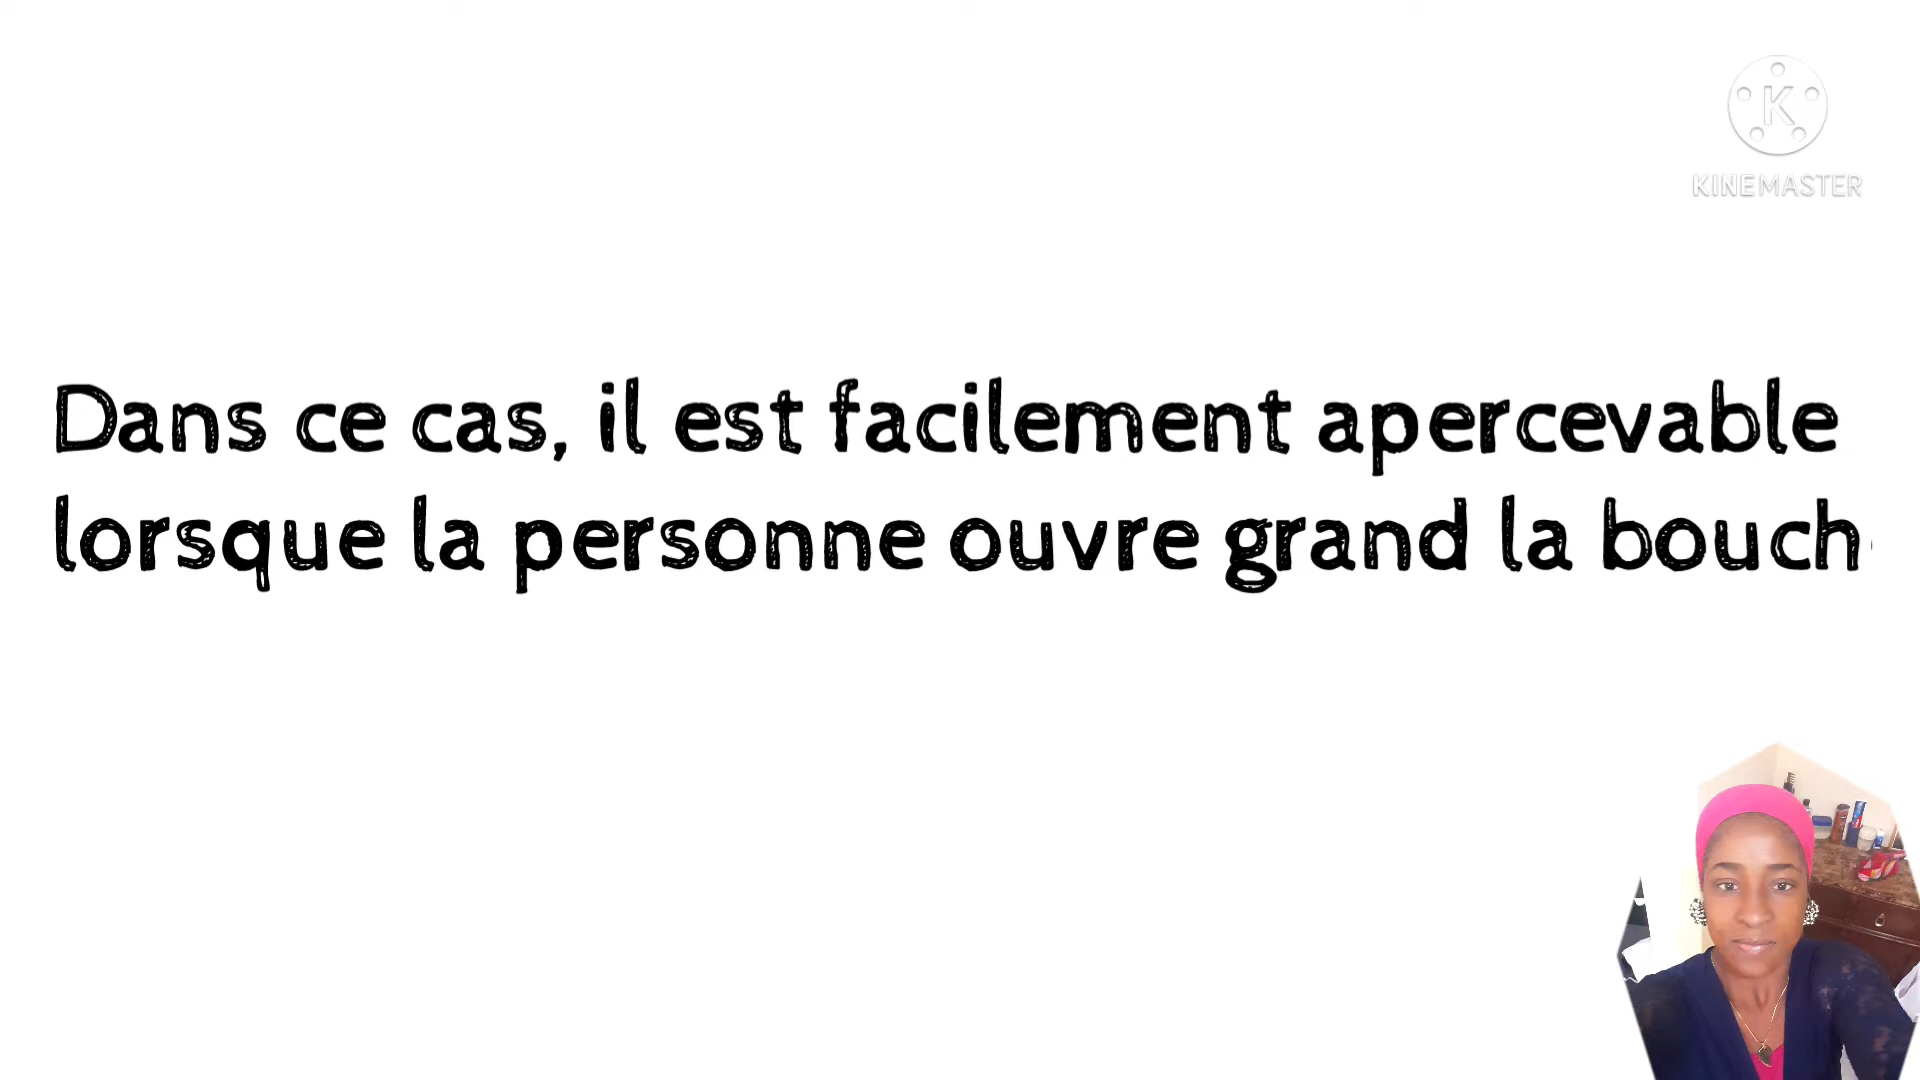 KINEMASTER
Dans ce cas, il est facilement apercevable
lorsque la personne ouvre grand la bouch